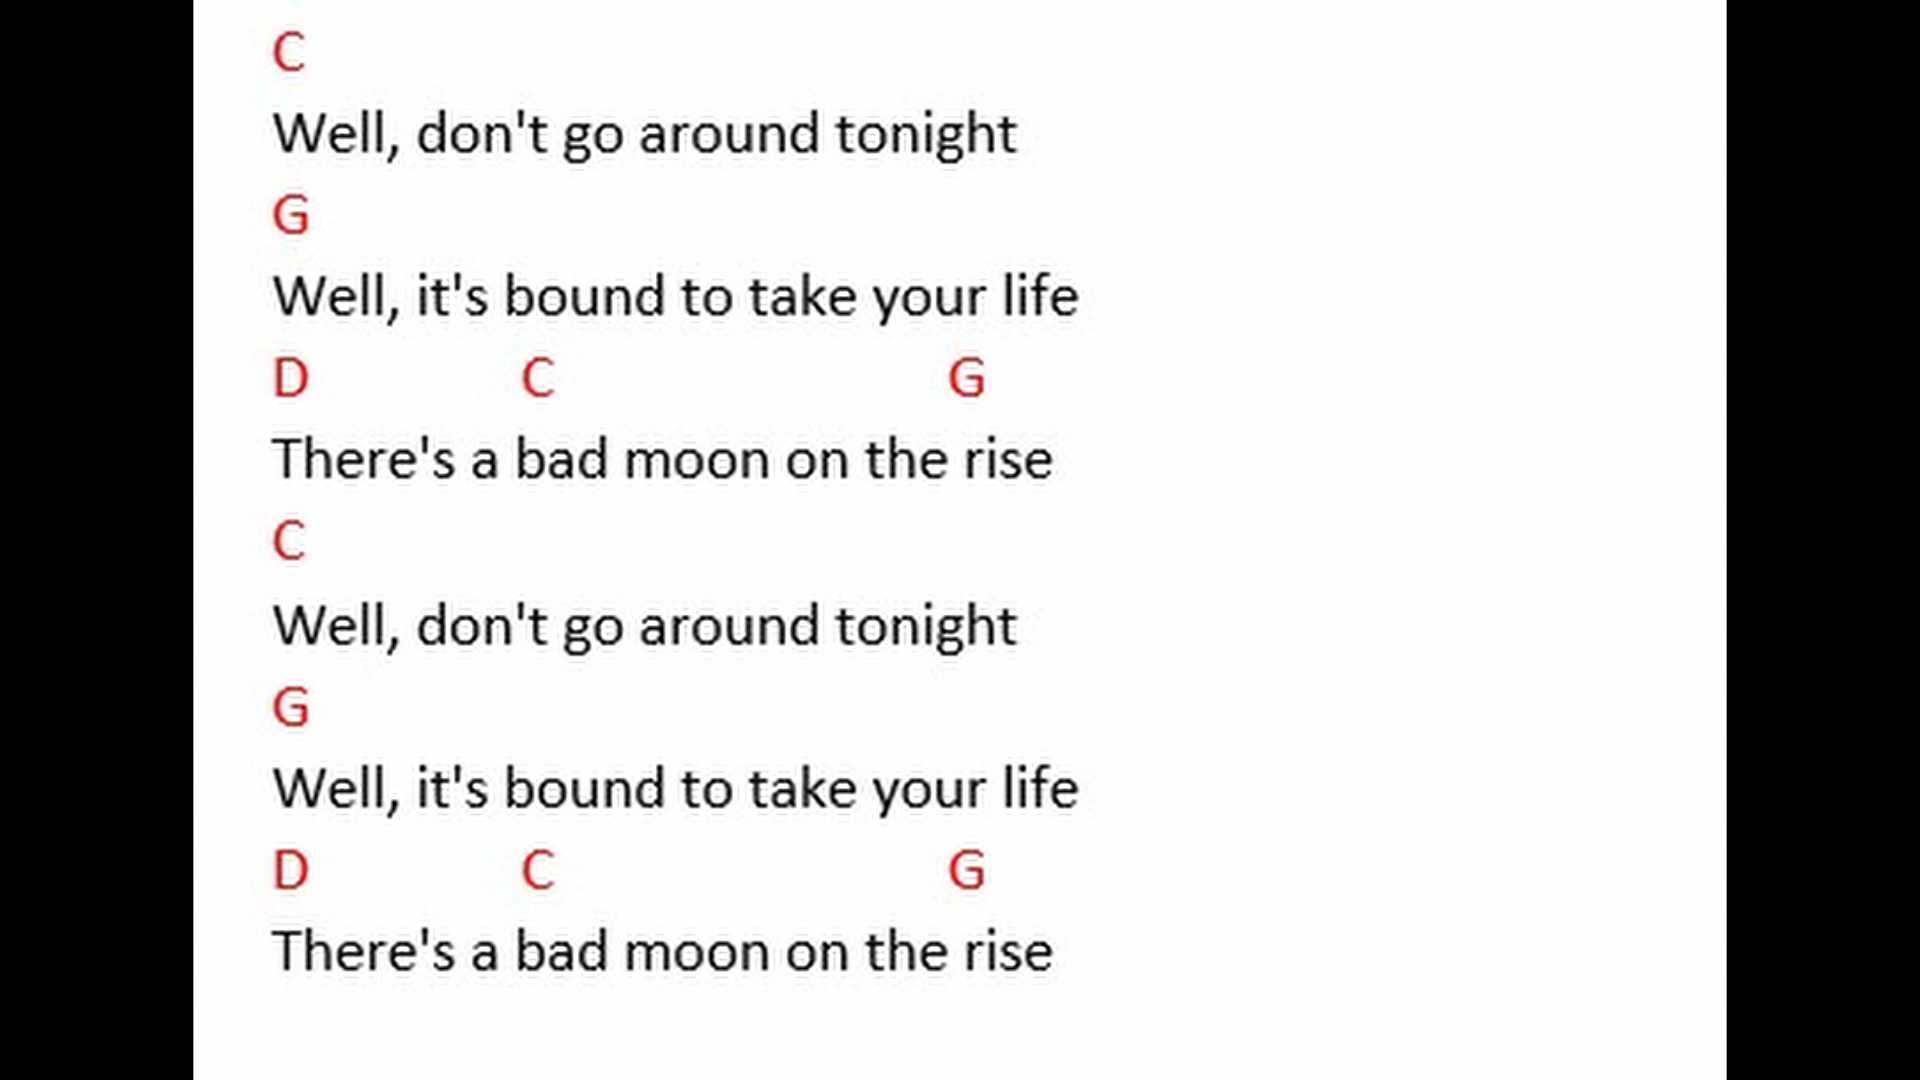 C
Well, don't go around tonight
G
Well, it's bound to take your life
D C G
There's a bad moon on the rise
C
Well, don't go around tonight
G
Well, it's bound to take your life
D C G
There's a bad moon on the rise